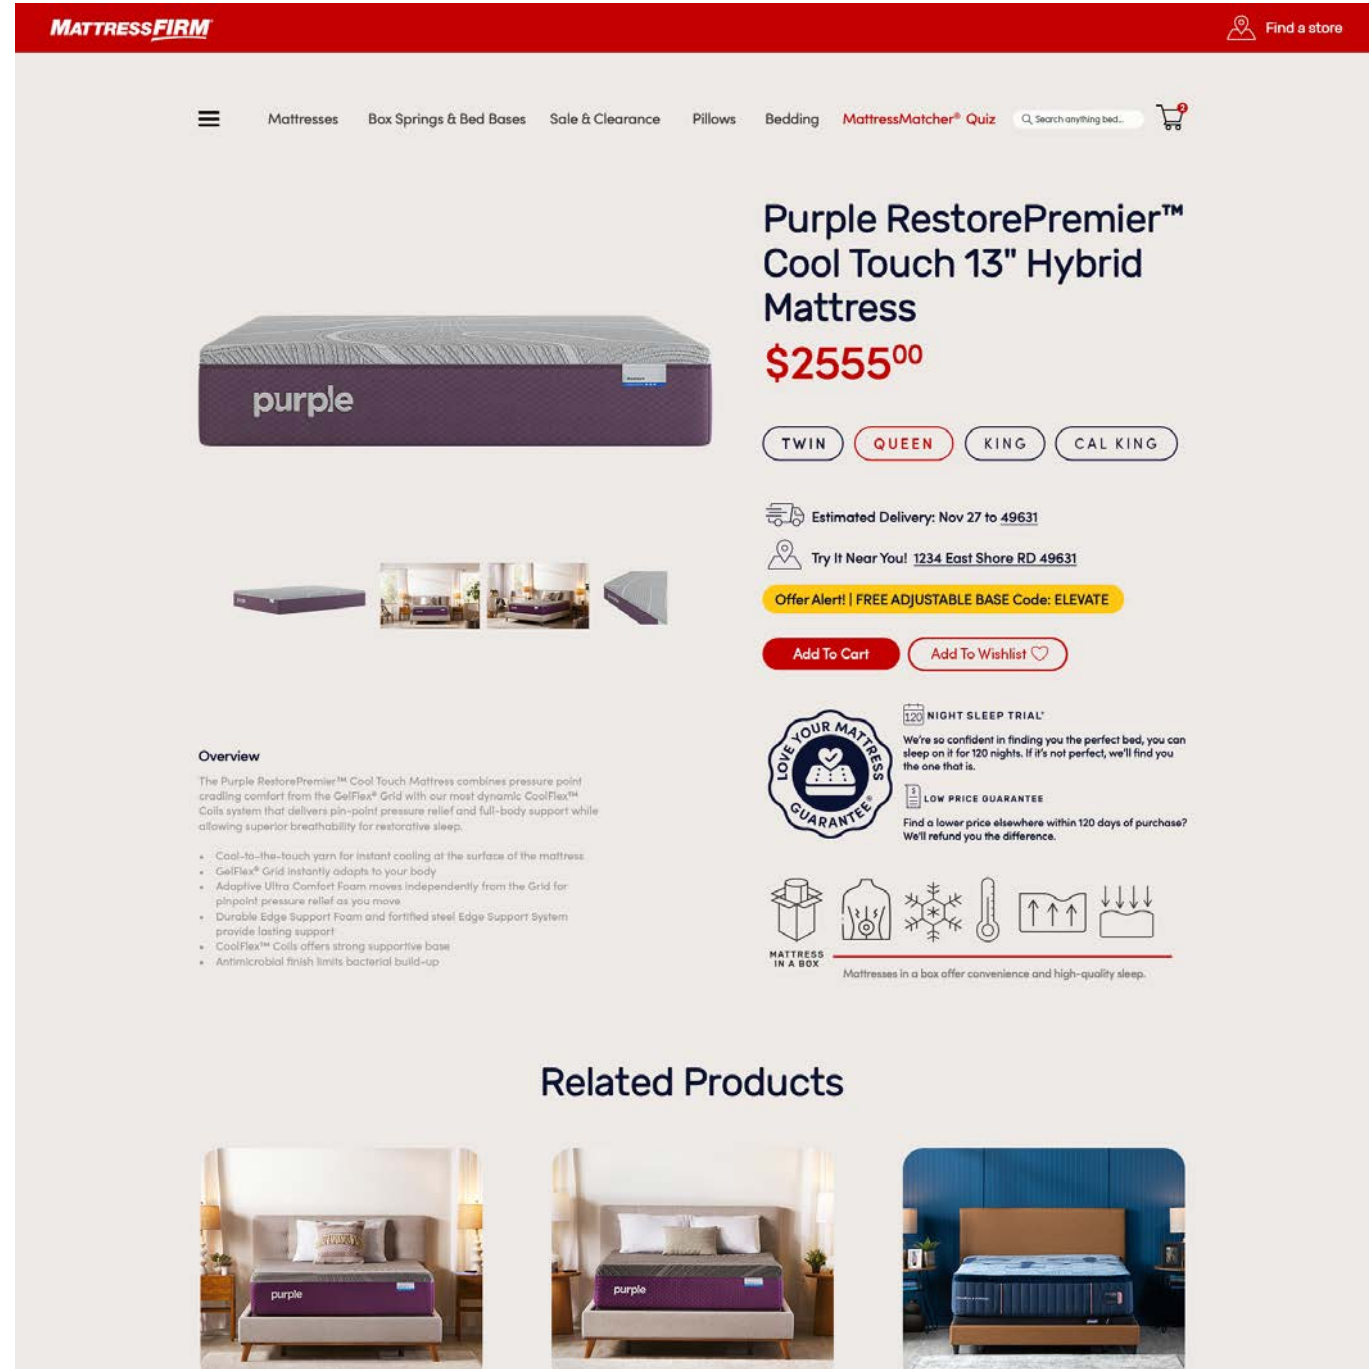 MATTRESSFIRM
Find a store
Mattresses Box Springs & Bed Bases Sale & Clearance Pillows Bedding MattressMatcher® Quiz Search anything bed... 2
Purple RestorePremier™
Cool Touch 13" Hybrid
Mattress
$2555⁰⁰
purple
TWIN QUEEN KING CAL KING
Estimated Delivery: Nov 27 to 49631
Try It Near You! 1234 East Shore RD 49631
Offer Alert! | FREE ADJUSTABLE BASE Code: ELEVATE
Add To Cart Add To Wishlist
LOVE YOUR MATTRESS GUARANTEE®
120 NIGHT SLEEP TRIAL*
We're so confident in finding you the perfect bed, you can
sleep on it for 120 nights. If it's not perfect, we'll find you
the one that is.
$ LOW PRICE GUARANTEE
Find a lower price elsewhere within 120 days of purchase?
We'll refund you the difference.
Overview
The Purple RestorePremier™ Cool Touch Mattress combines pressure point
cradling comfort from the GelFlex® Grid with our most dynamic CoolFlex™
Coils system that delivers pin-point pressure relief and full-body support while
allowing superior breathability for restorative sleep.
• Cool-to-the-touch yarn for instant cooling at the surface of the mattress
• GelFlex® Grid instantly adapts to your body
• Adaptive Ultra Comfort Foam moves independently from the Grid for
pinpoint pressure relief as you move
• Durable Edge Support Foam and fortified steel Edge Support System
provide lasting support
• CoolFlex™ Coils offers strong supportive base
• Antimicrobial finish limits bacterial build-up
MATTRESS
IN A BOX
Mattresses in a box offer convenience and high-quality sleep.
Related Products
purple
purple